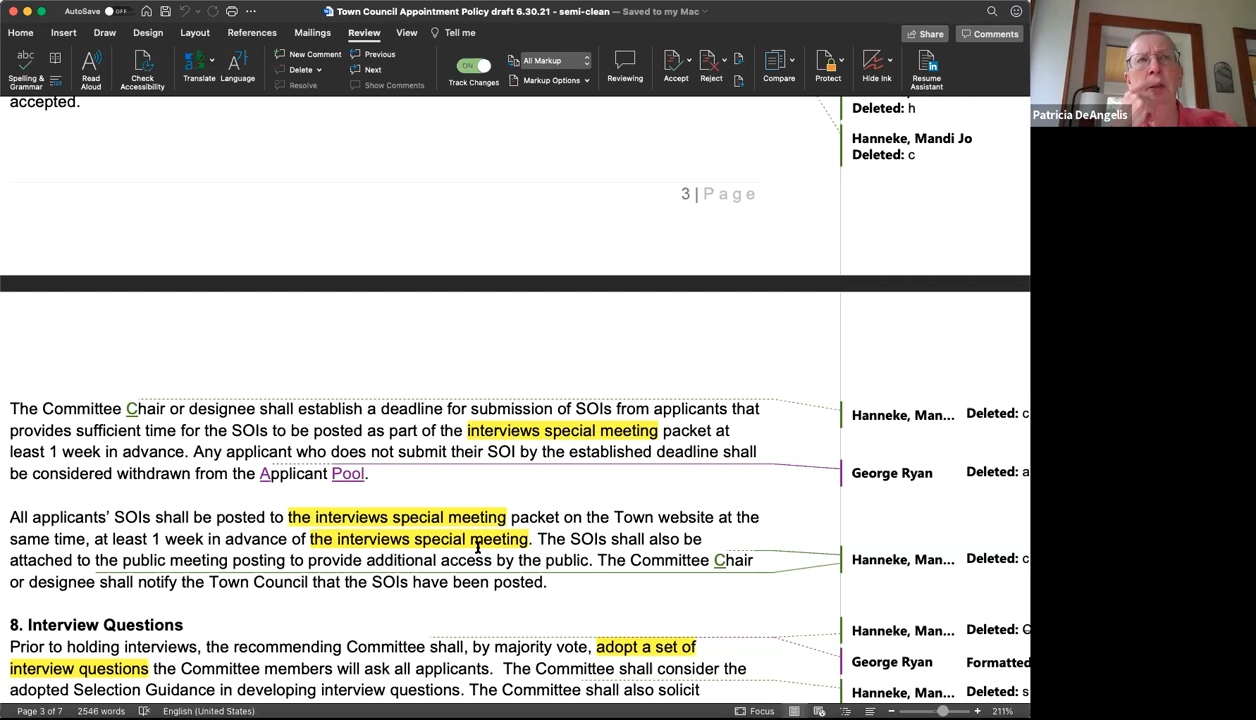 AutoSave OFF Town Council Appointment Policy draft 6.30.21 - semi-clean — Saved to my Mac
Home Insert Draw Design Layout References Mailings Review View Tell me Share Comments
Spelling & Grammar
Read Aloud
Check Accessibility
Translate
Language
New Comment
Delete
Resolve
Previous
Next
Show Comments
ON
Track Changes
All Markup
Markup Options
Reviewing
Accept
Reject
Compare
Protect
Hide Ink
Resume Assistant
Patricia DeAngelis
accepted.
Deleted: h
Hanneke, Mandi Jo
Deleted: c
3 | Page
The Committee Chair or designee shall establish a deadline for submission of SOIs from applicants that
provides sufficient time for the SOIs to be posted as part of the interviews special meeting packet at
least 1 week in advance. Any applicant who does not submit their SOI by the established deadline shall
be considered withdrawn from the Applicant Pool.
Hanneke, Man... Deleted: c
George Ryan Deleted: a
All applicants’ SOIs shall be posted to the interviews special meeting packet on the Town website at the
same time, at least 1 week in advance of the interviews special meeting. The SOIs shall also be
attached to the public meeting posting to provide additional access by the public. The Committee Chair
or designee shall notify the Town Council that the SOIs have been posted.
Hanneke, Man... Deleted: c
8. Interview Questions
Prior to holding interviews, the recommending Committee shall, by majority vote, adopt a set of
interview questions the Committee members will ask all applicants. The Committee shall consider the
adopted Selection Guidance in developing interview questions. The Committee shall also solicit
Hanneke, Man... Deleted:
George Ryan Formatted
Hanneke, Man... Deleted: s
Page 3 of 7 2546 words English (United States) Focus 211%